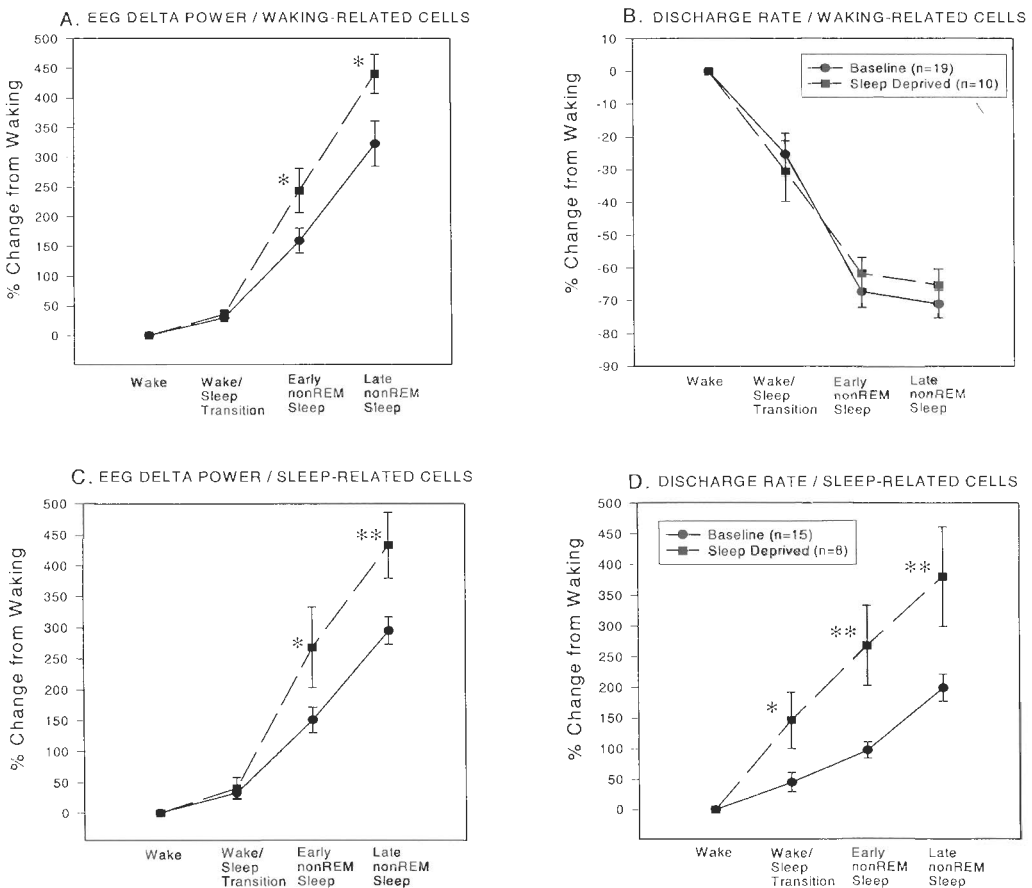 A. EEG DELTA POWER / WAKING-RELATED CELLS
% Change from Waking
500
450
400
350
300
250
200
150
100
50
0
*
*
Wake
Wake/
Sleep
Transition
Early
nonREM
Sleep
Late
nonREM
Sleep
B. DISCHARGE RATE / WAKING-RELATED CELLS
% Change from Waking
10
0
-10
-20
-30
-40
-50
-60
-70
-80
-90
Baseline (n=19)
Sleep Deprived (n=10)
Wake
Wake/
Sleep
Transition
Early
nonREM
Sleep
Late
nonREM
Sleep
C. EEG DELTA POWER / SLEEP-RELATED CELLS
% Change from Waking
500
450
400
350
300
250
200
150
100
50
0
*
**
Wake
Wake/
Sleep
Transition
Early
nonREM
Sleep
Late
nonREM
Sleep
D. DISCHARGE RATE / SLEEP-RELATED CELLS
% Change from Waking
500
450
400
350
300
250
200
150
100
50
0
Baseline (n=15)
Sleep Deprived (n=6)
*
**
**
Wake
Wake/
Sleep
Transition
Early
nonREM
Sleep
Late
nonREM
Sleep